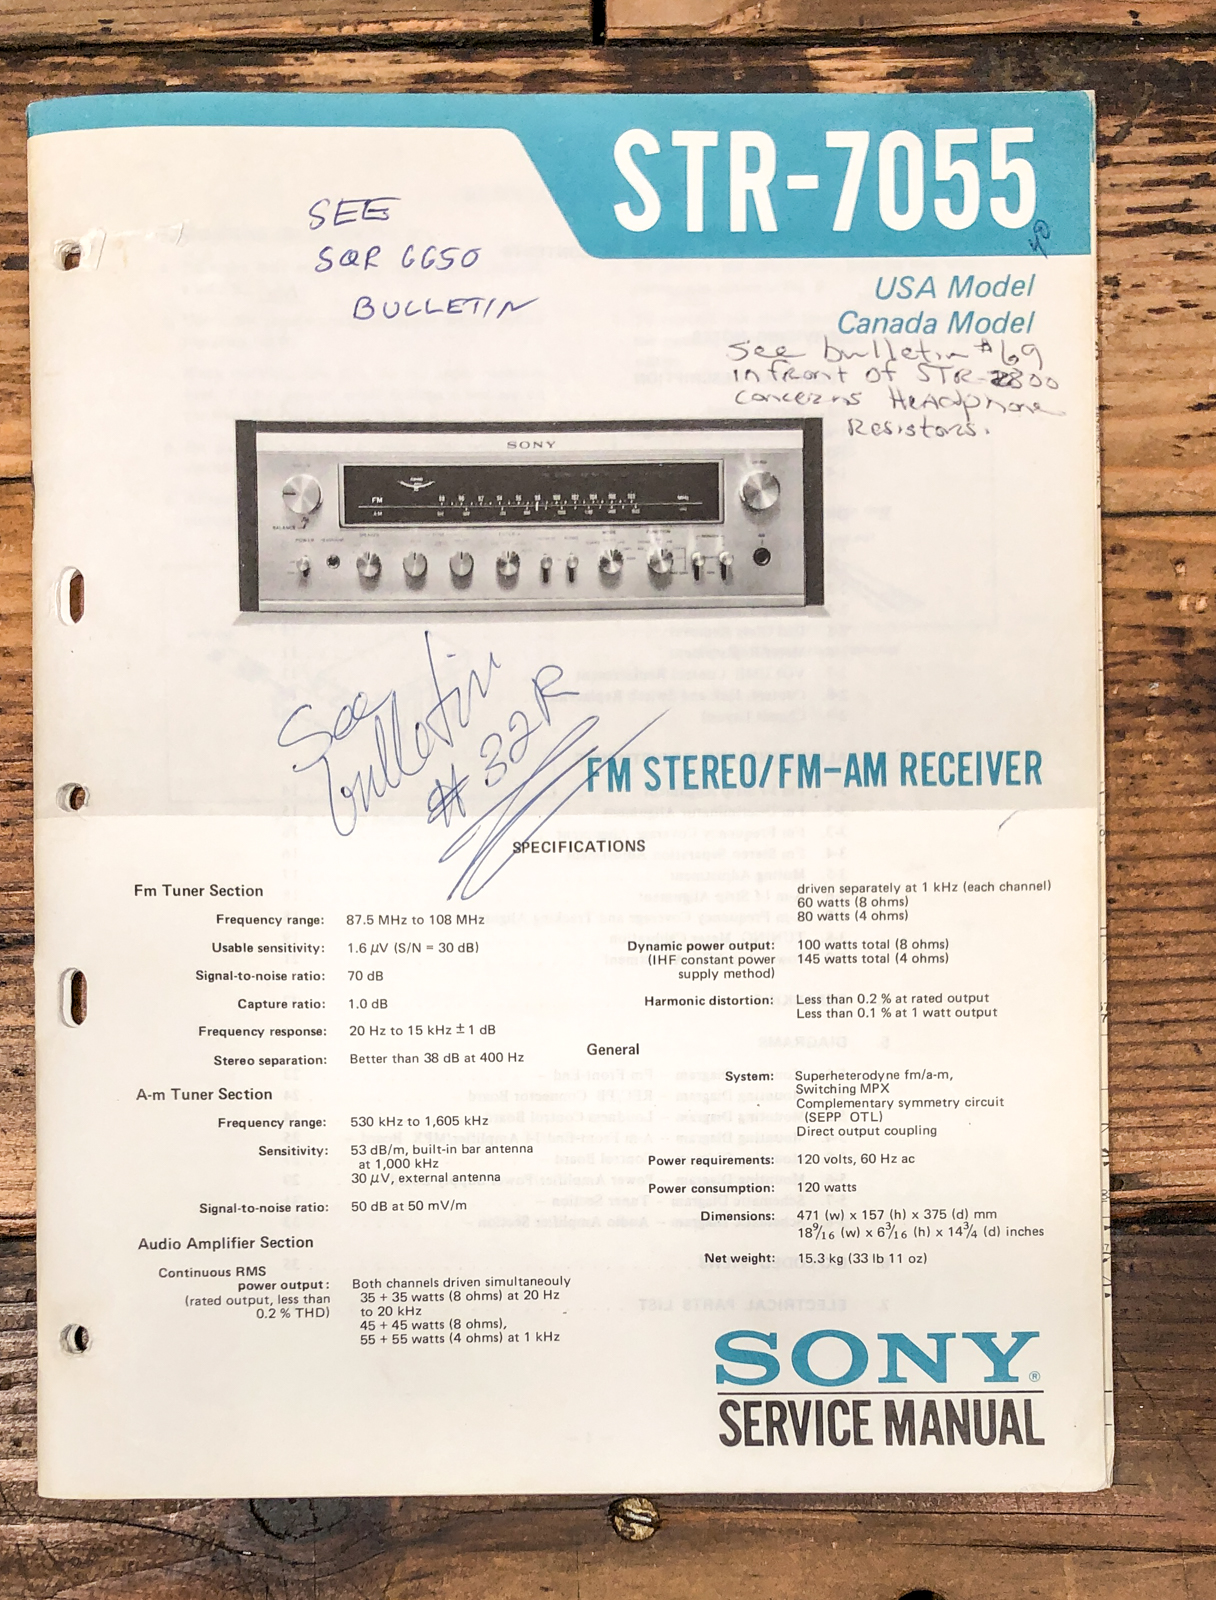 STR-7055
USA Model
Canada Model
SEE
SQR 6650
BULLETIN
See bulletin #69
in front of STR-
concerns Headphone
Resistors.
SONY
FM
AM
BALANCE
See
bulletin
#32R
FM STEREO/FM-AM RECEIVER
SPECIFICATIONS
Fm Tuner Section
Frequency range: 87.5 MHz to 108 MHz
Usable sensitivity: 1.6 µV (S/N = 30 dB)
Signal-to-noise ratio: 70 dB
Capture ratio: 1.0 dB
Frequency response: 20 Hz to 15 kHz ± 1 dB
Stereo separation: Better than 38 dB at 400 Hz
A-m Tuner Section
Frequency range: 530 kHz to 1,605 kHz
Sensitivity: 53 dB/m, built-in bar antenna
at 1,000 kHz
30 µV, external antenna
Signal-to-noise ratio: 50 dB at 50 mV/m
Audio Amplifier Section
Continuous RMS
power output: Both channels driven simultaneouly
(rated output, less than 35 + 35 watts (8 ohms) at 20 Hz
0.2 % THD) to 20 kHz
45 + 45 watts (8 ohms),
55 + 55 watts (4 ohms) at 1 kHz
driven separately at 1 kHz (each channel)
60 watts (8 ohms)
80 watts (4 ohms)
Dynamic power output: 100 watts total (8 ohms)
(IHF constant power 145 watts total (4 ohms)
supply method)
Harmonic distortion: Less than 0.2 % at rated output
Less than 0.1 % at 1 watt output
General
System: Superheterodyne fm/a-m,
Switching MPX
Complementary symmetry circuit
(SEPP OTL)
Direct output coupling
Power requirements: 120 volts, 60 Hz ac
Power consumption: 120 watts
Dimensions: 471 (w) x 157 (h) x 375 (d) mm
18 9/16 (w) x 6 3/16 (h) x 14 3/4 (d) inches
Net weight: 15.3 kg (33 lb 11 oz)
SONY®
SERVICE MANUAL